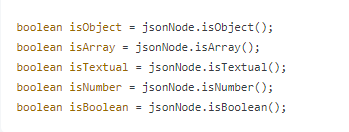 boolean isObject = jsonNode.isObject();
boolean isArray = jsonNode.isArray();
boolean isTextual = jsonNode.isTextual();
boolean isNumber = jsonNode.isNumber();
boolean isBoolean = jsonNode.isBoolean();